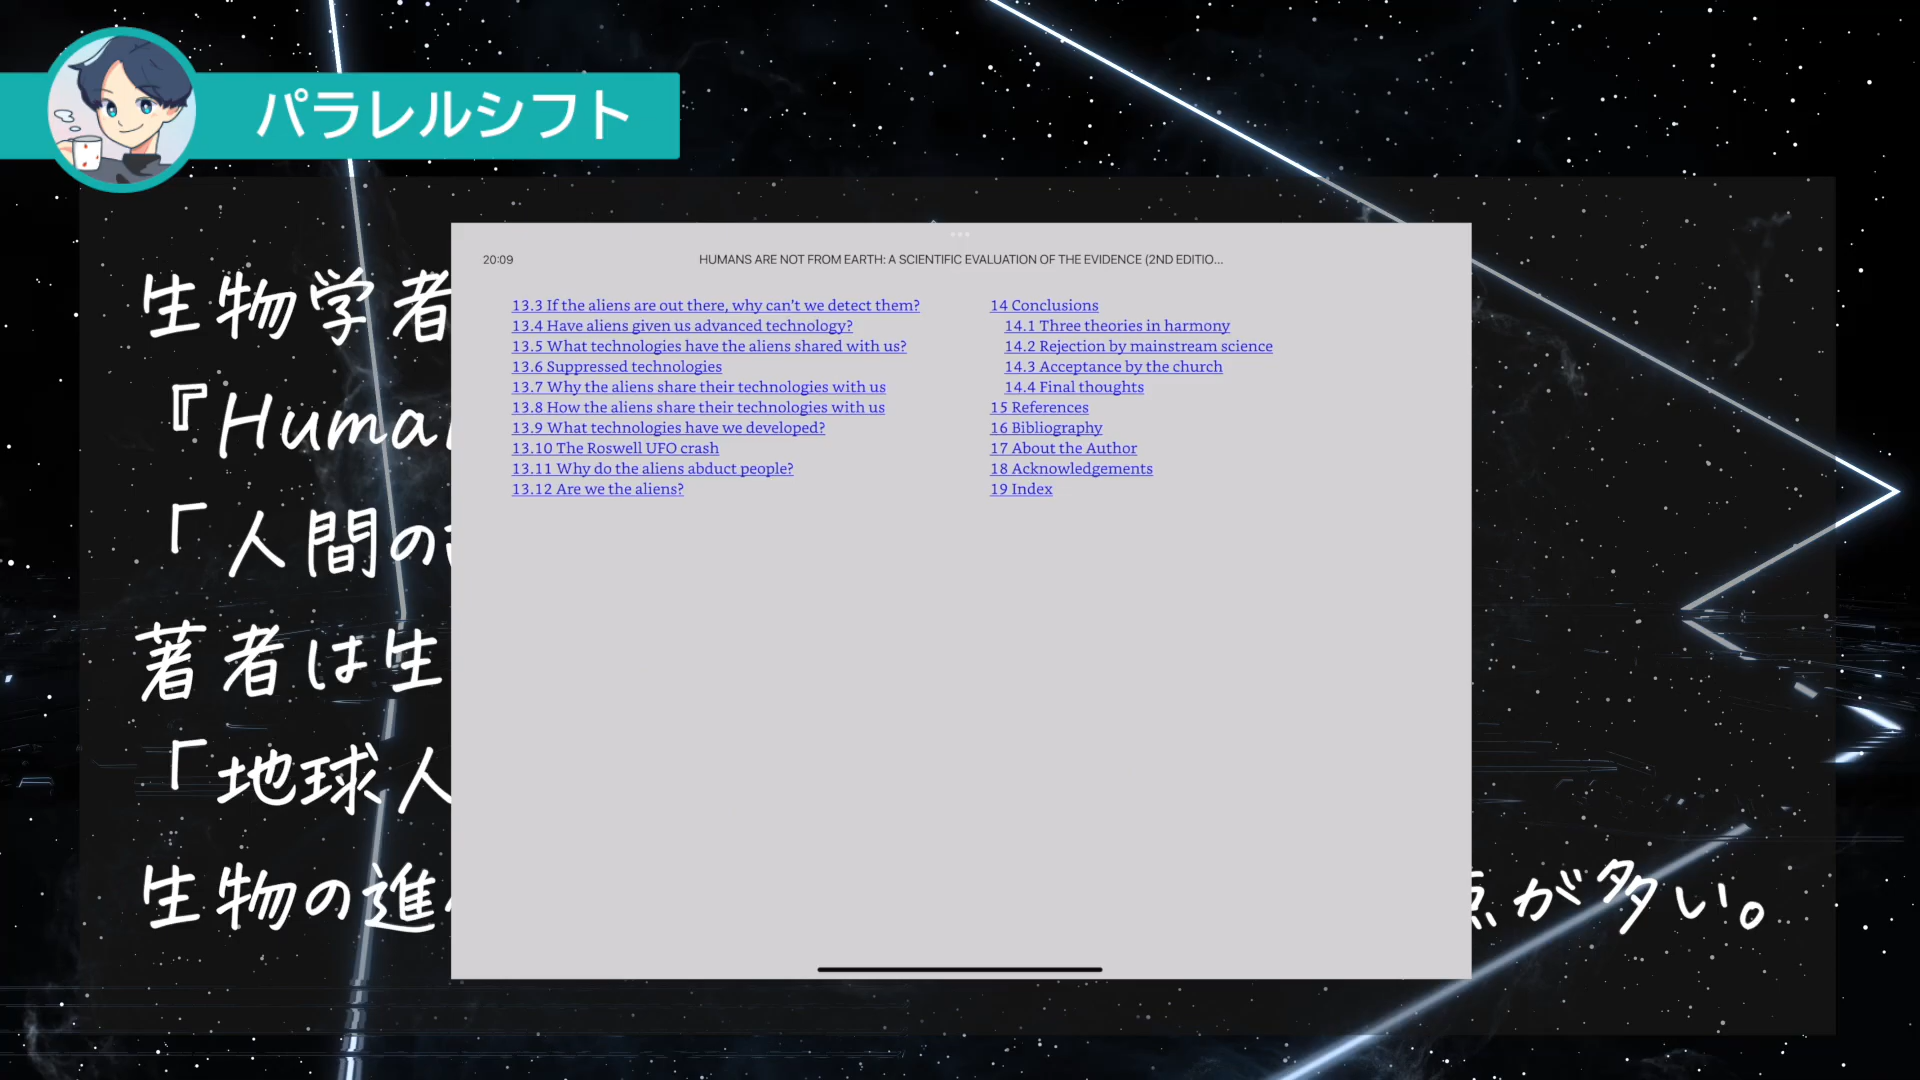 パラレルシフト
生物学者
『Human
「人間の
著者は生
「地球人
生物の進
点が多い。
20:09
HUMANS ARE NOT FROM EARTH: A SCIENTIFIC EVALUATION OF THE EVIDENCE (2ND EDITIO...
13.3 If the aliens are out there, why can't we detect them?
13.4 Have aliens given us advanced technology?
13.5 What technologies have the aliens shared with us?
13.6 Suppressed technologies
13.7 Why the aliens share their technologies with us
13.8 How the aliens share their technologies with us
13.9 What technologies have we developed?
13.10 The Roswell UFO crash
13.11 Why do the aliens abduct people?
13.12 Are we the aliens?
14 Conclusions
14.1 Three theories in harmony
14.2 Rejection by mainstream science
14.3 Acceptance by the church
14.4 Final thoughts
15 References
16 Bibliography
17 About the Author
18 Acknowledgements
19 Index